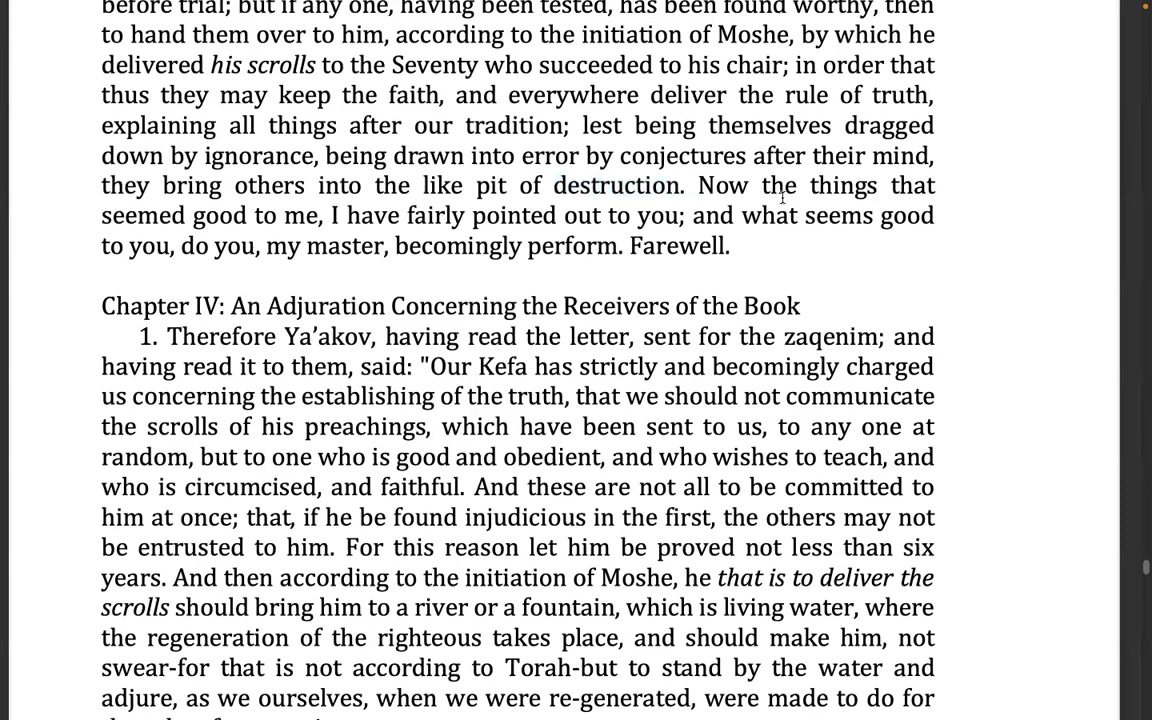 before trial; but if any one, having been tested, has been found worthy, then
to hand them over to him, according to the initiation of Moshe, by which he
delivered his scrolls to the Seventy who succeeded to his chair; in order that
thus they may keep the faith, and everywhere deliver the rule of truth,
explaining all things after our tradition; lest being themselves dragged
down by ignorance, being drawn into error by conjectures after their mind,
they bring others into the like pit of destruction. Now the things that
seemed good to me, I have fairly pointed out to you; and what seems good
to you, do you, my master, becomingly perform. Farewell.
Chapter IV: An Adjuration Concerning the Receivers of the Book
1. Therefore Ya’akov, having read the letter, sent for the zaqenim; and
having read it to them, said: "Our Kefa has strictly and becomingly charged
us concerning the establishing of the truth, that we should not communicate
the scrolls of his preachings, which have been sent to us, to any one at
random, but to one who is good and obedient, and who wishes to teach, and
who is circumcised, and faithful. And these are not all to be committed to
him at once; that, if he be found injudicious in the first, the others may not
be entrusted to him. For this reason let him be proved not less than six
years. And then according to the initiation of Moshe, he that is to deliver the
scrolls should bring him to a river or a fountain, which is living water, where
the regeneration of the righteous takes place, and should make him, not
swear-for that is not according to Torah-but to stand by the water and
adjure, as we ourselves, when we were re-generated, were made to do for